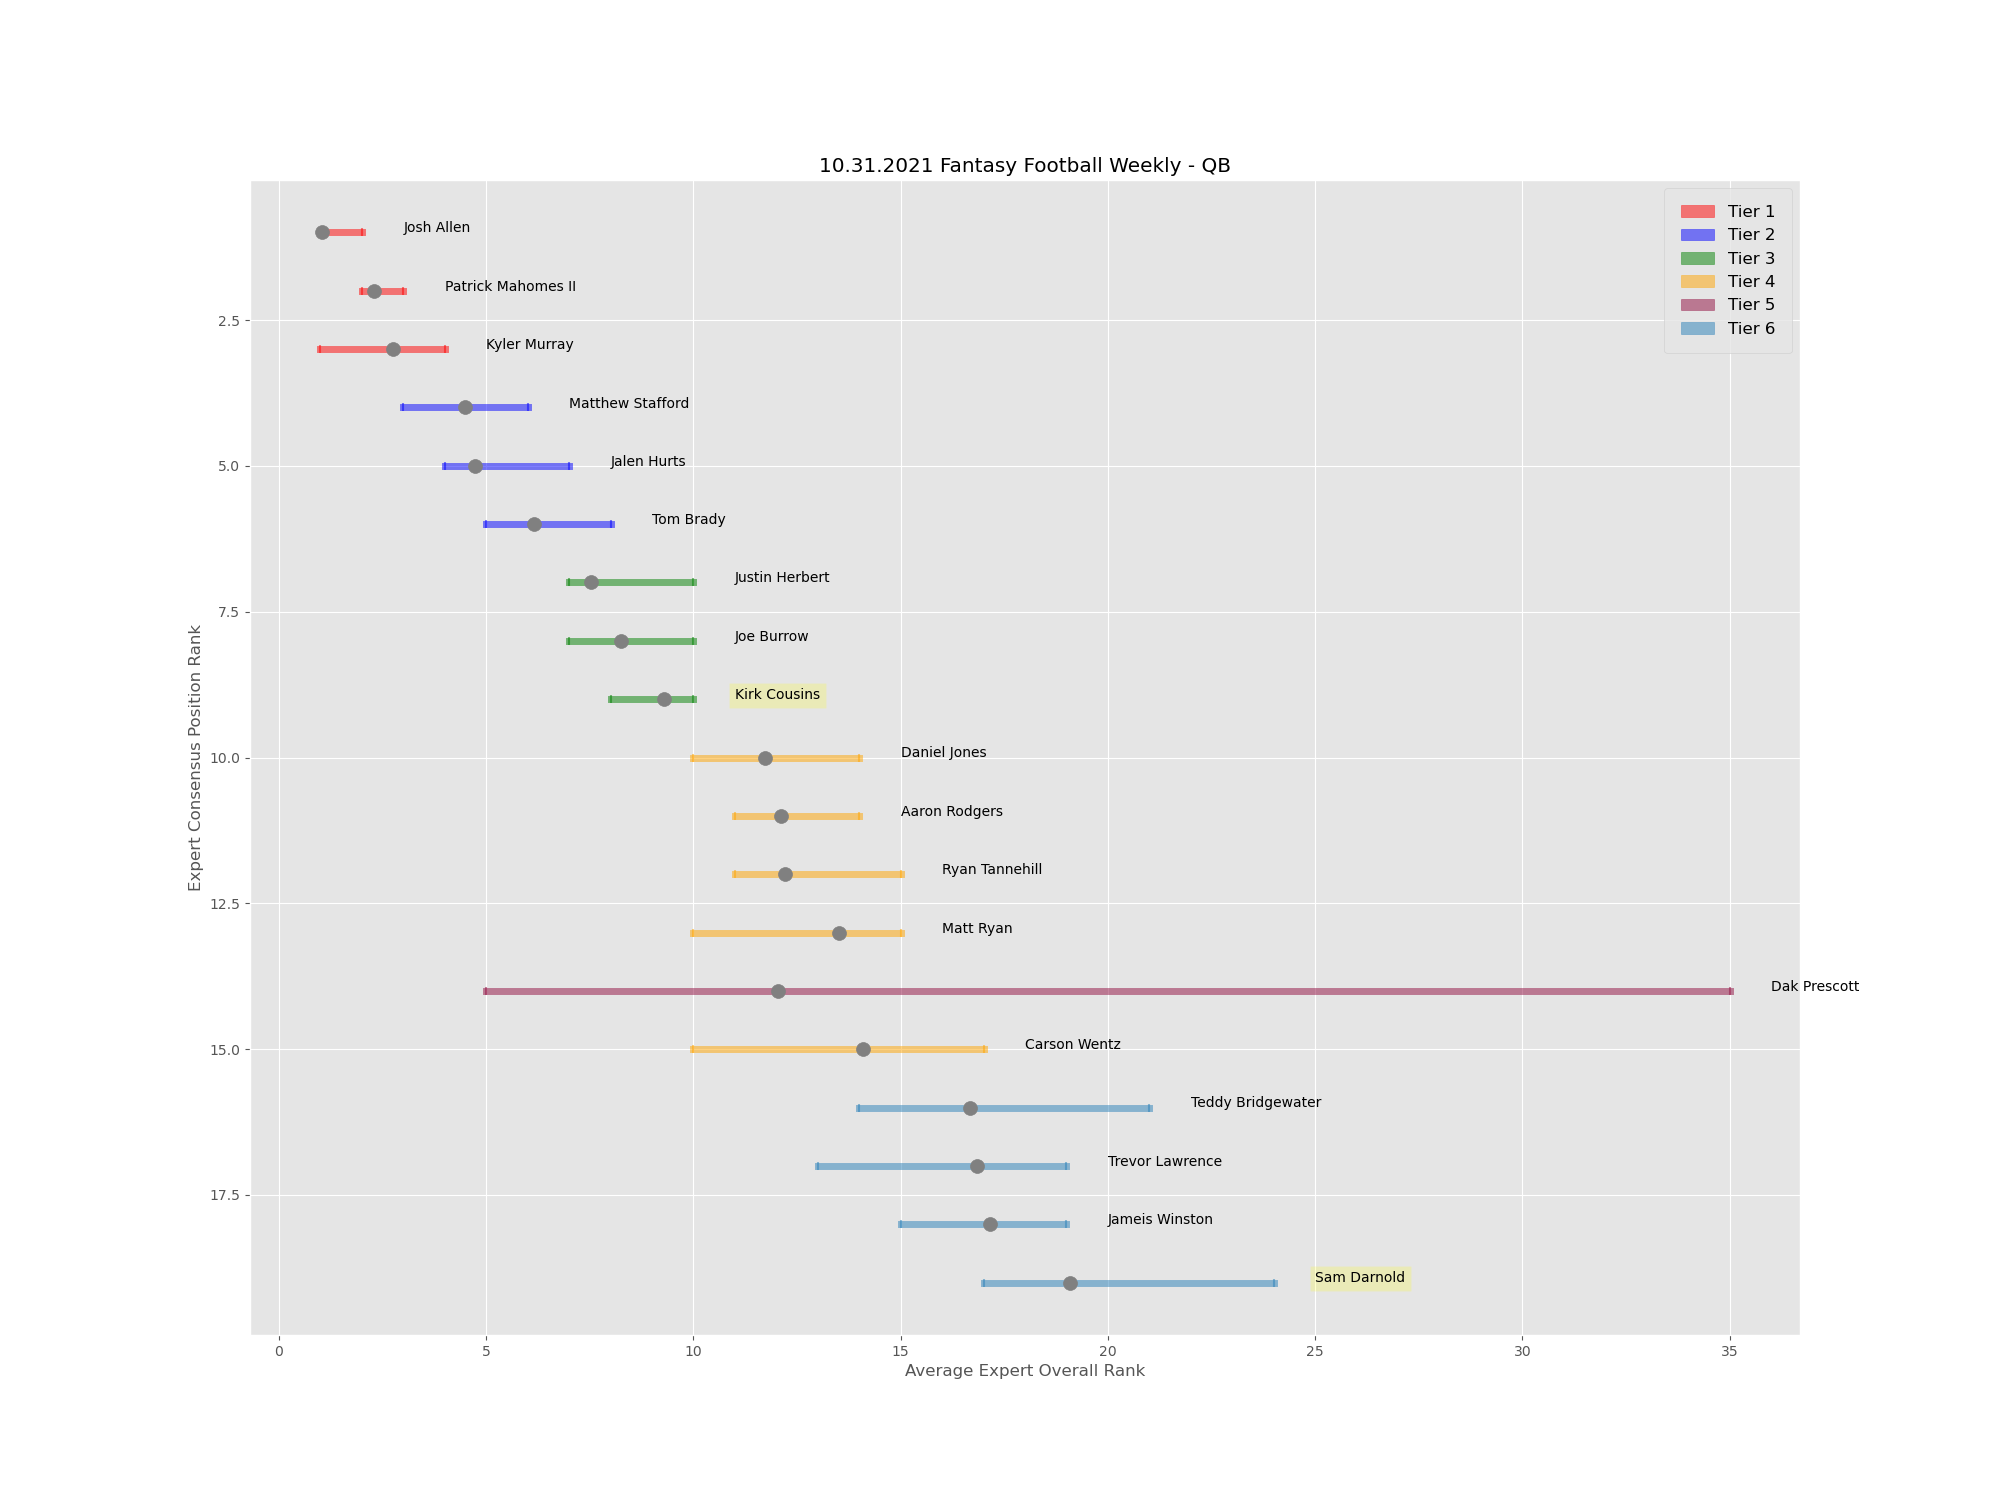 10.31.2021 Fantasy Football Weekly - QB
Tier 1
Tier 2
Tier 3
Tier 4
Tier 5
Tier 6
Josh Allen
Patrick Mahomes II
2.5
Kyler Murray
Matthew Stafford
5.0
Jalen Hurts
Tom Brady
Justin Herbert
7.5
Joe Burrow
Kirk Cousins
Expert Consensus Position Rank
10.0
Daniel Jones
Aaron Rodgers
Ryan Tannehill
12.5
Matt Ryan
Dak Prescott
15.0
Carson Wentz
Teddy Bridgewater
Trevor Lawrence
17.5
Jameis Winston
Sam Darnold
0 5 10 15 20 25 30 35
Average Expert Overall Rank